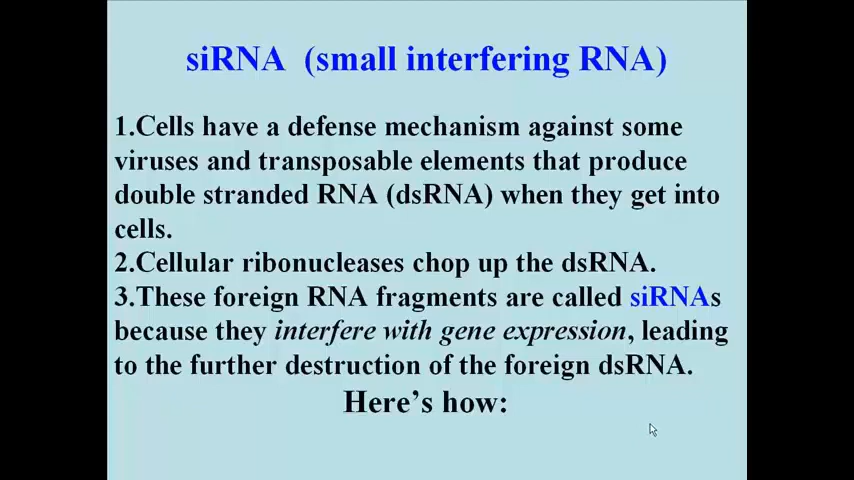 siRNA (small interfering RNA)
1.Cells have a defense mechanism against some
viruses and transposable elements that produce
double stranded RNA (dsRNA) when they get into
cells.
2.Cellular ribonucleases chop up the dsRNA.
3.These foreign RNA fragments are called siRNAs
because they interfere with gene expression, leading
to the further destruction of the foreign dsRNA.
Here’s how: